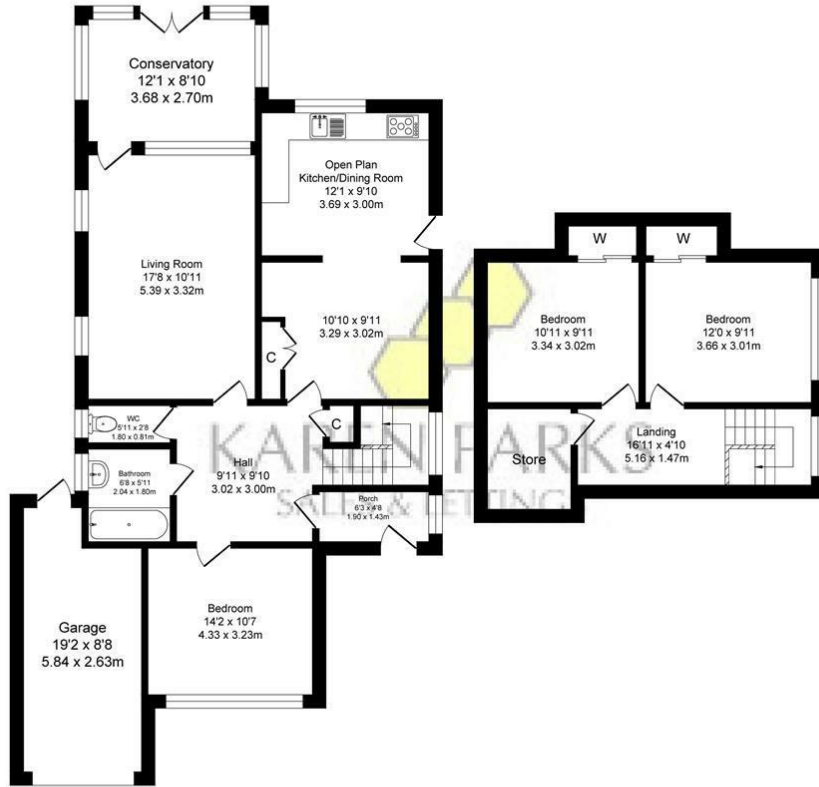 Conservatory
12'1 x 8'10
3.68 x 2.70m
Open Plan
Kitchen/Dining Room
12'1 x 9'10
3.69 x 3.00m
Living Room
17'8 x 10'11
5.39 x 3.32m
10'10 x 9'11
3.29 x 3.02m
C
WC
5'11 x 2'8
1.80 x 0.81m
C
Bathroom
6'8 x 5'11
2.04 x 1.80m
Hall
9'11 x 9'10
3.02 x 3.00m
Porch
6'3 x 4'8
1.90 x 1.43m
Bedroom
14'2 x 10'7
4.33 x 3.23m
Garage
19'2 x 8'8
5.84 x 2.63m
W
W
Bedroom
10'11 x 9'11
3.34 x 3.02m
Bedroom
12'0 x 9'11
3.66 x 3.01m
Landing
16'11 x 4'10
5.16 x 1.47m
Store
KAREN PARKS
SALES & LETTINGS